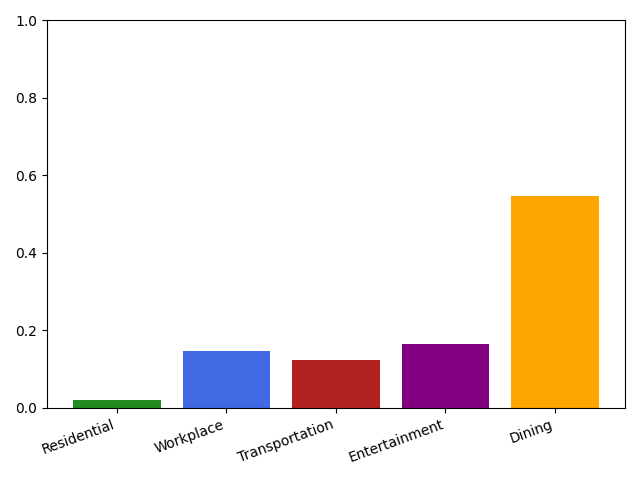 1.0
0.8
0.6
0.4
0.2
0.0
Residential
Workplace
Transportation
Entertainment
Dining